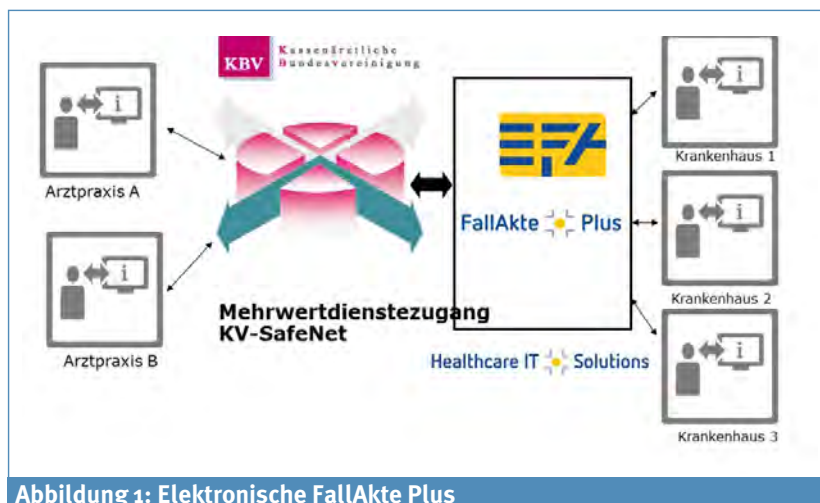 KBV
Kassenärztliche
Bundesvereinigung
i
Arztpraxis A
i
Arztpraxis B
Mehrwertdienstezugang
KV-SafeNet
EFA
FallAkte Plus
Healthcare IT Solutions
i
Krankenhaus 1
i
Krankenhaus 2
i
Krankenhaus 3
Abbildung 1: Elektronische FallAkte Plus